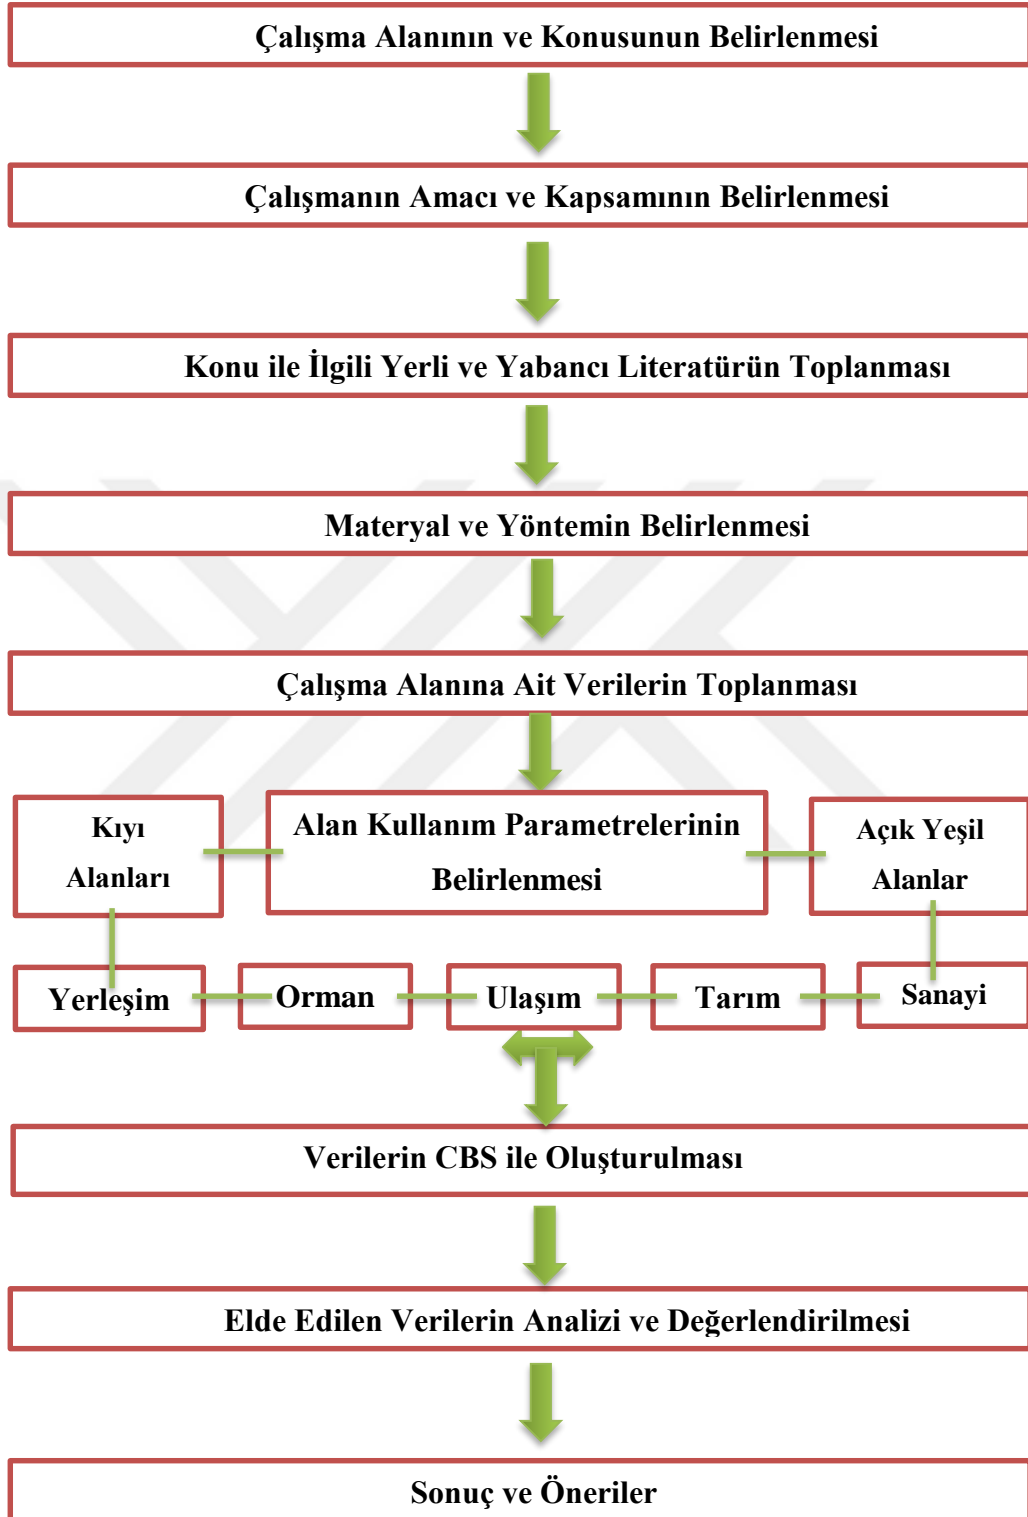 Çalışma Alanının ve Konusunun Belirlenmesi
Çalışmanın Amacı ve Kapsamının Belirlenmesi
Konu ile İlgili Yerli ve Yabancı Literatürün Toplanması
Materyal ve Yöntemin Belirlenmesi
Çalışma Alanına Ait Verilerin Toplanması
Kıyı
Alanları
Alan Kullanım Parametrelerinin
Belirlenmesi
Açık Yeşil
Alanlar
Yerleşim
Orman
Ulaşım
Tarım
Sanayi
Verilerin CBS ile Oluşturulması
Elde Edilen Verilerin Analizi ve Değerlendirilmesi
Sonuç ve Öneriler